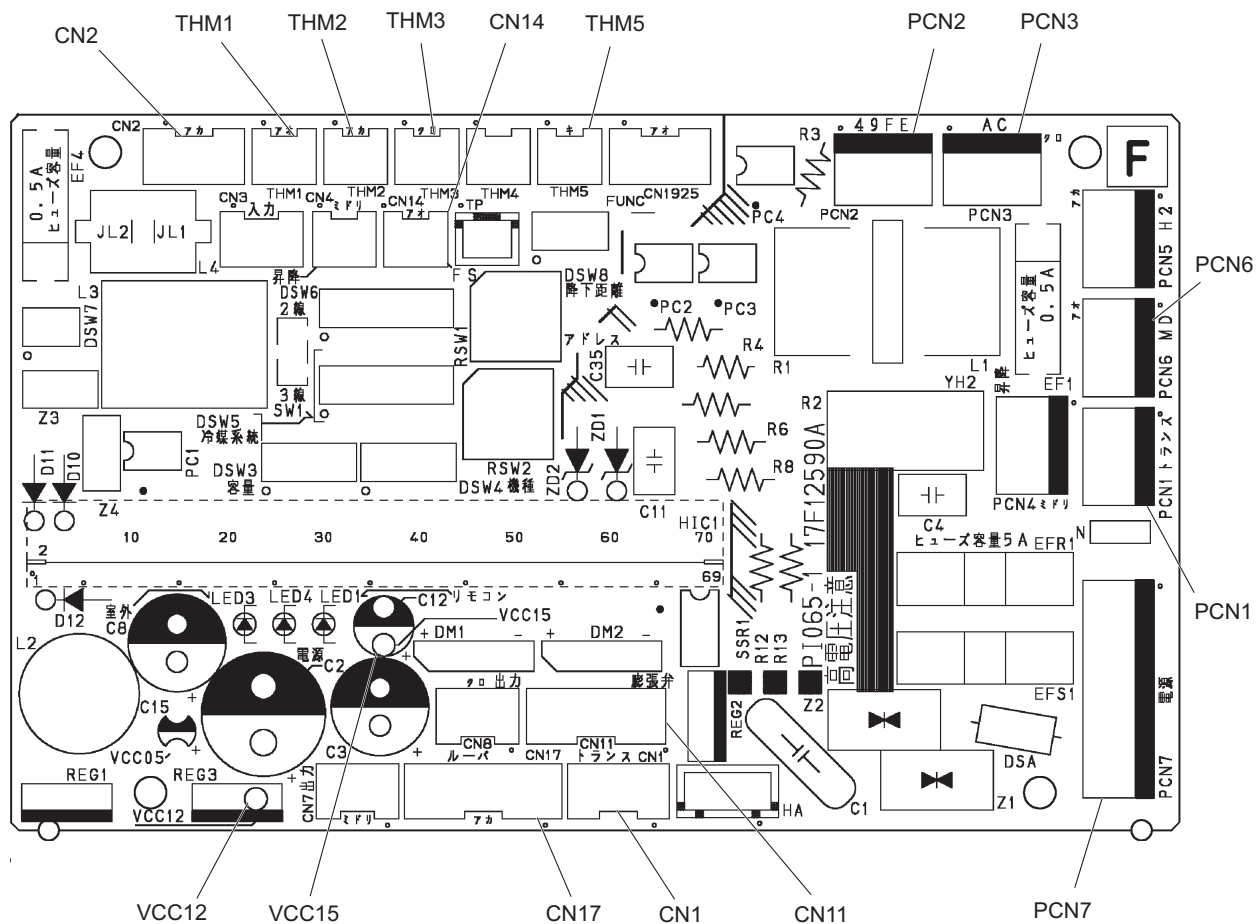 CN2
THM1
THM2
THM3
CN14
THM5
PCN2
PCN3
CN2
アカ
アオ
アカ
クロ
キ
アオ
49FE
AC
クロ
F
R3
0.5A
ヒューズ容量
EF4
THM1
THM2
THM3
THM4
THM5
CN1925
CN3
入力
CN4
ミドリ
CN14
アオ
TP
FUNC
PC4
PCN2
PCN3
アカ
PCN5 H2
JL2
JL1
L4
昇降
FS
DSW8
降下距離
ヒューズ容量
0.5A
PCN6
L3
DSW7
DSW6
2線
RSW1
PC2
PC3
アドレス
C35
R4
R1
L1
アオ
PCN6 MD
YH2
昇降
EF1
3線
SW1
Z3
DSW5
冷媒系統
ZD1
R2
R6
R8
PCN1 トランス
D11
D10
PC1
DSW3
容量
DSW4 機種
RSW2
ZD2
C11
17F12590A
PCN4 ミドリ
C4
N
Z4
HIC1
ヒューズ容量5A
EFR1
2
10
20
30
40
50
60
70
1
69
PCN1
D12
室外
C8
LED3
LED4
LED1
C12
リモコン
VCC15
L2
電源
C2
+ DM1 -
+ DM2 -
SSR1
R12
R13
PI065-1
高電圧注意
EFS1
電源
クロ 出力
膨張弁
C15
+
+
REG2
Z2
VCC05
CN8
C3
+
ルーバ
CN17
CN11
トランス
CN1
DSA
REG1
REG3
+
CN7出力
VCC12
ミドリ
アカ
HA
C1
Z1
PCN7
VCC12
VCC15
CN17
CN1
CN11
PCN7